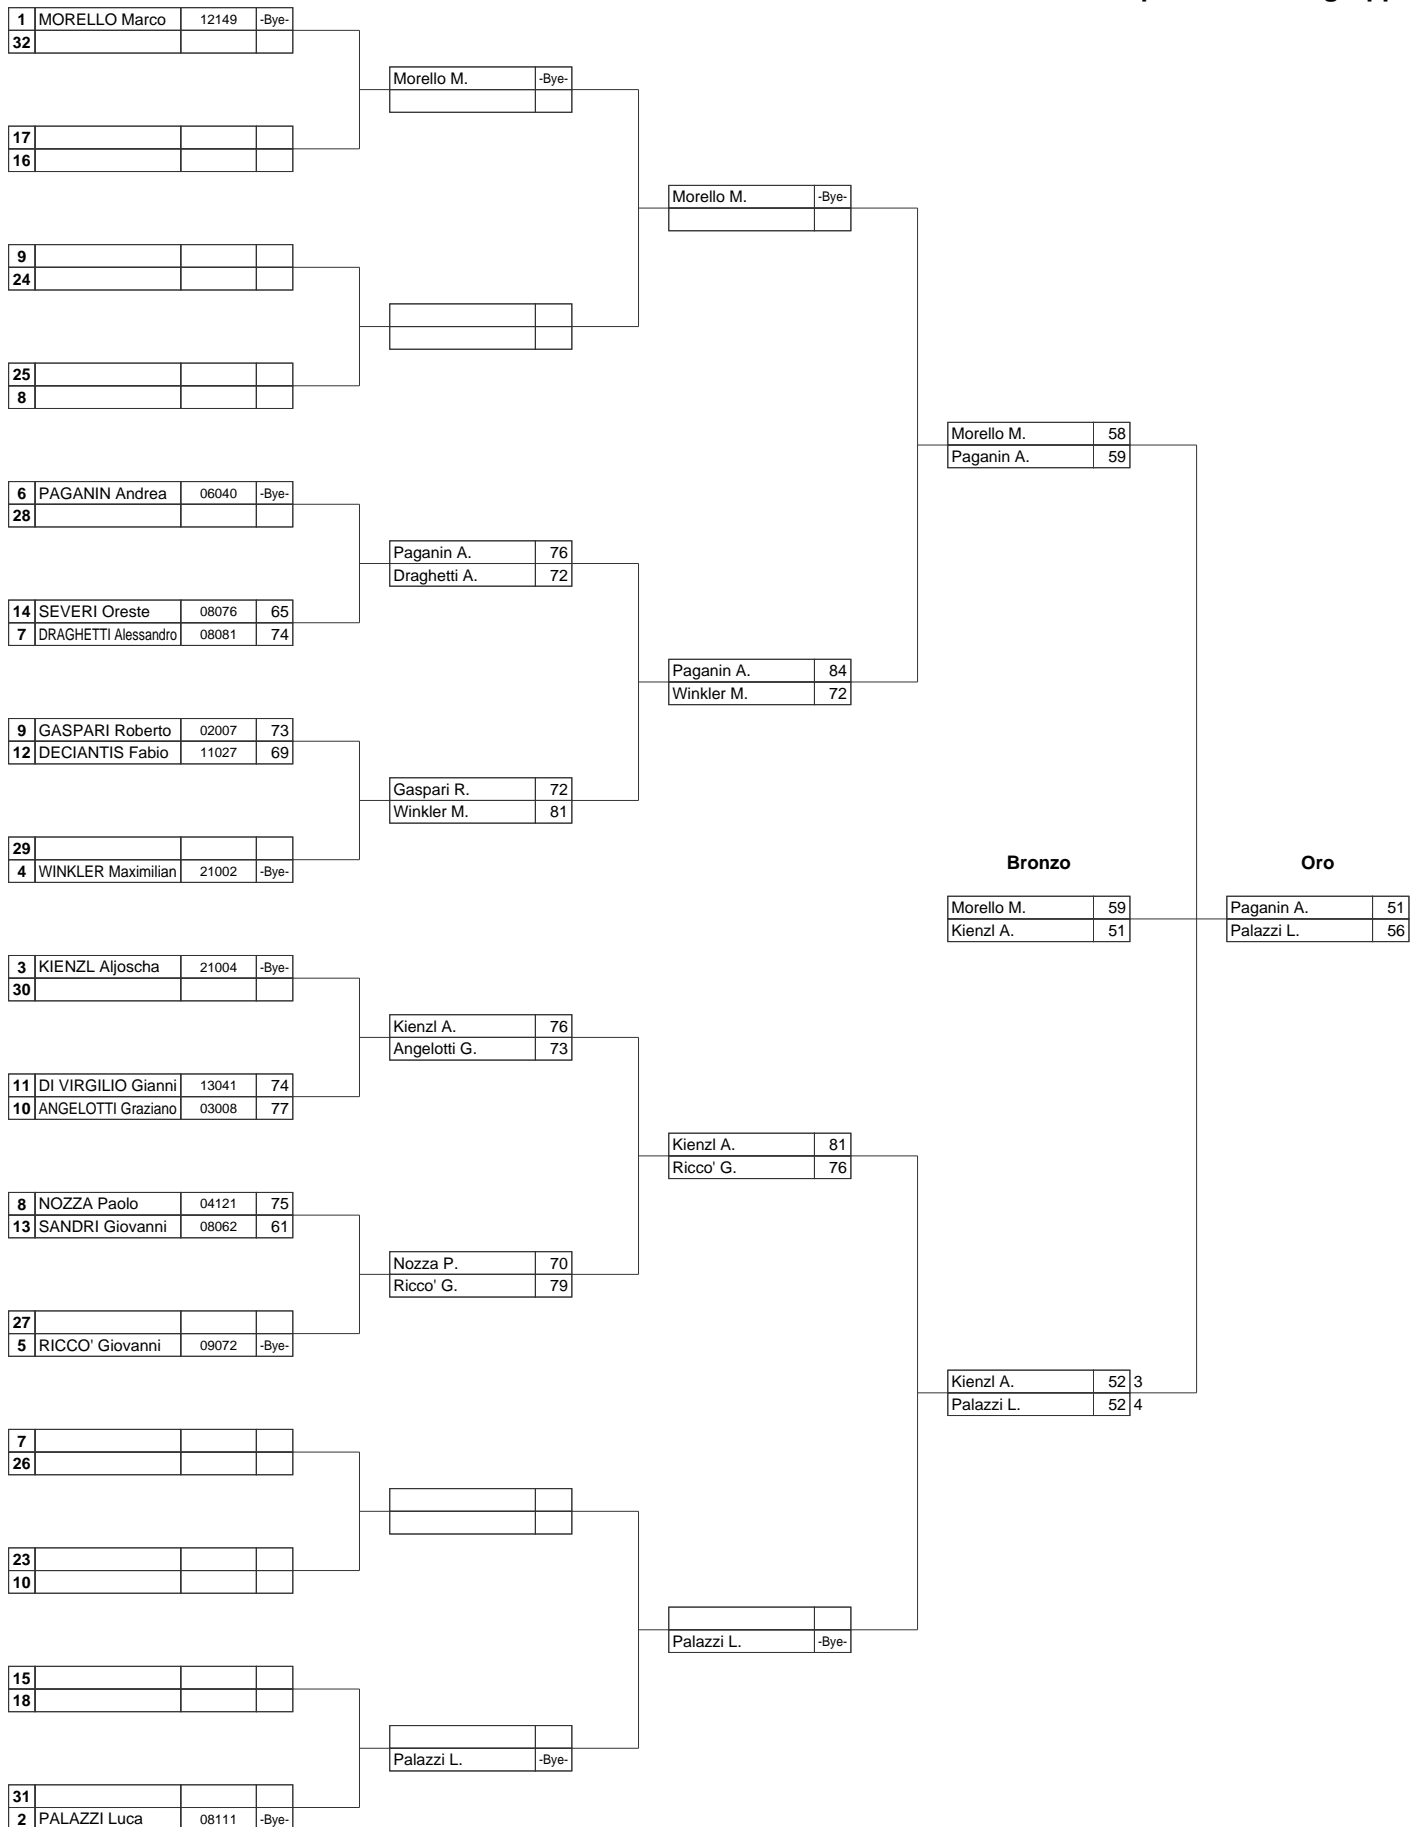 1 MORELLO Marco 12149 -Bye-
32
Morello M. -Bye-
17
16
Morello M. -Bye-
9
24
25
8
Morello M. 58
Paganin A. 59
6 PAGANIN Andrea 06040 -Bye-
28
Paganin A. 76
Draghetti A. 72
14 SEVERI Oreste 08076 65
7 DRAGHETTI Alessandro 08081 74
Paganin A. 84
Winkler M. 72
9 GASPARI Roberto 02007 73
12 DECIANTIS Fabio 11027 69
Gaspari R. 72
Winkler M. 81
29
4 WINKLER Maximilian 21002 -Bye-
Bronzo Oro
Morello M. 59 Paganin A. 51
Kienzl A. 51 Palazzi L. 56
3 KIENZL Aljoscha 21004 -Bye-
30
Kienzl A. 76
Angelotti G. 73
11 DI VIRGILIO Gianni 13041 74
10 ANGELOTTI Graziano 03008 77
Kienzl A. 81
Ricco' G. 76
8 NOZZA Paolo 04121 75
13 SANDRI Giovanni 08062 61
Nozza P. 70
Ricco' G. 79
27
5 RICCO' Giovanni 09072 -Bye-
Kienzl A. 52 3
Palazzi L. 52 4
7
26
23
10
Palazzi L. -Bye-
15
18
Palazzi L. -Bye-
31
2 PALAZZI Luca 08111 -Bye-